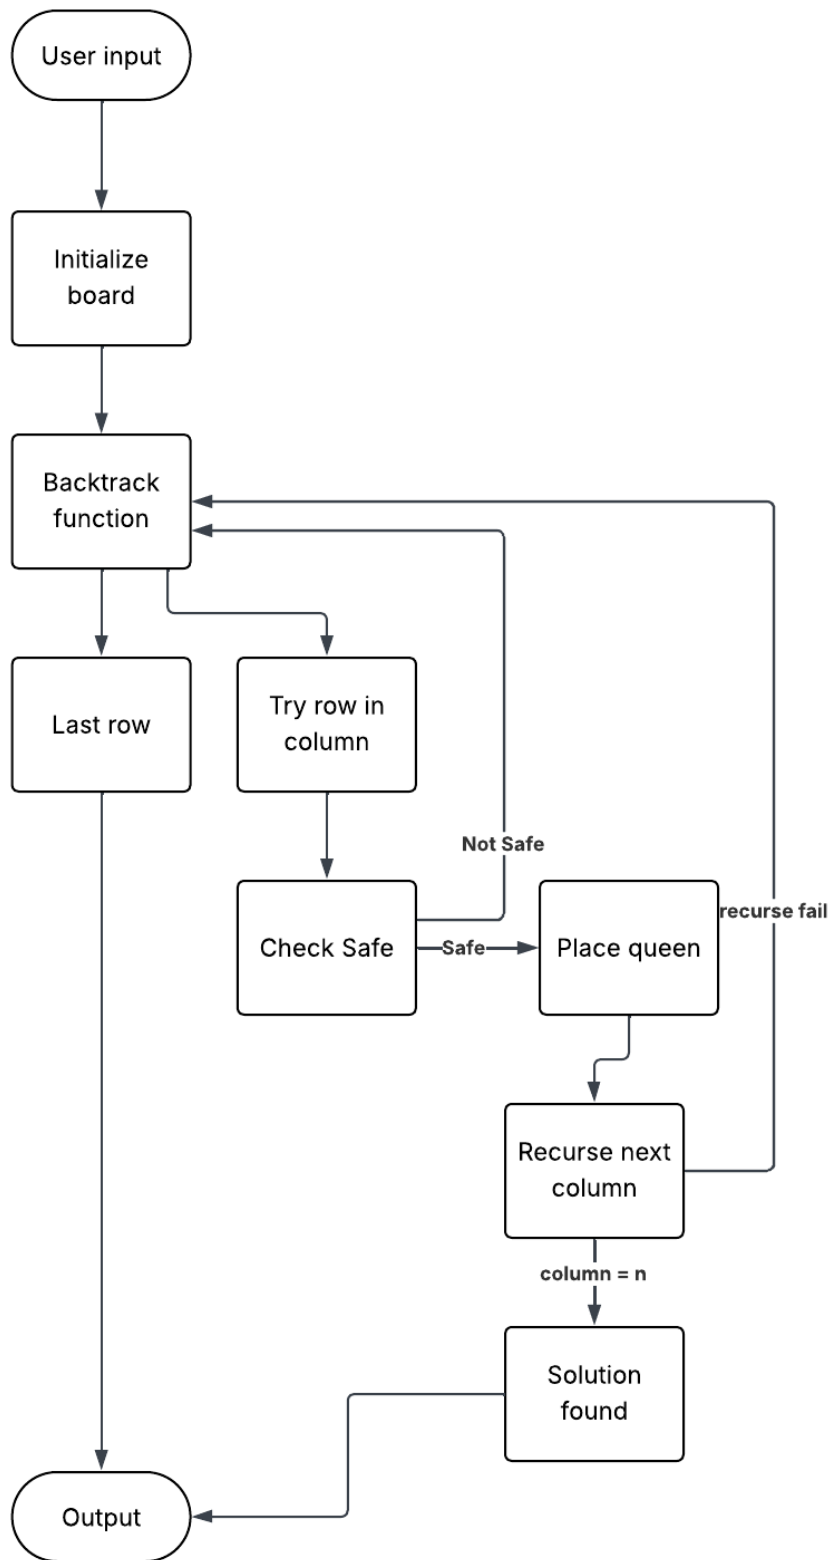 User input
Initialize
board
Backtrack
function
Last row
Try row in
column
Not Safe
Check Safe
Safe
Place queen
recurse fail
Recurse next
column
column = n
Solution
found
Output